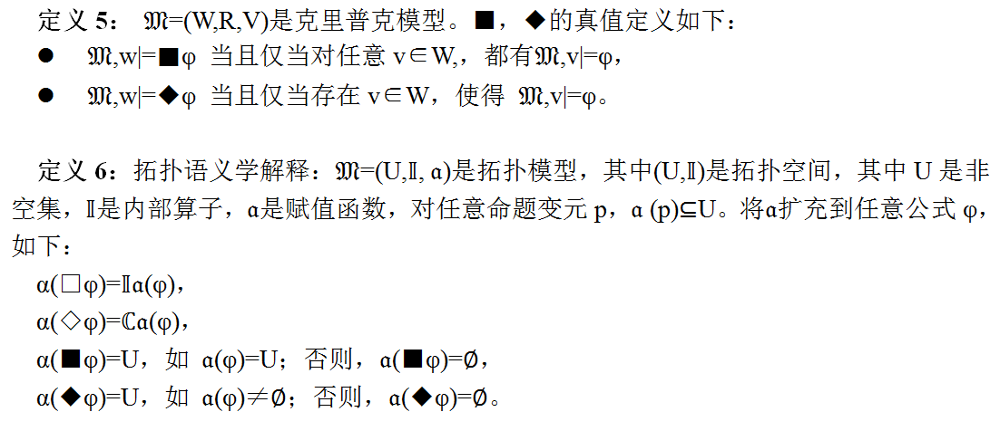 定义 5： 𝔐=(W,R,V)是克里普克模型。■，◆的真值定义如下：
● 𝔐,w|=■φ 当且仅当对任意 v∈W,，都有𝔐,v|=φ，
● 𝔐,w|=◆φ 当且仅当存在 v∈W，使得 𝔐,v|=φ。
定义 6：拓扑语义学解释：𝔐=(U,𝕀, 𝔞)是拓扑模型，其中(U,𝕀)是拓扑空间，其中 U 是非
空集，𝕀是内部算子，𝔞是赋值函数，对任意命题变元 p，𝔞 (p)⊆U。将𝔞扩充到任意公式 φ，
如下：
α(□φ)=𝕀𝔞(φ)，
α(◇φ)=ℂ𝔞(φ)，
α(■φ)=U，如 𝔞(φ)=U；否则，𝔞(■φ)=∅，
α(◆φ)=U，如 𝔞(φ)≠∅；否则，𝔞(◆φ)=∅。